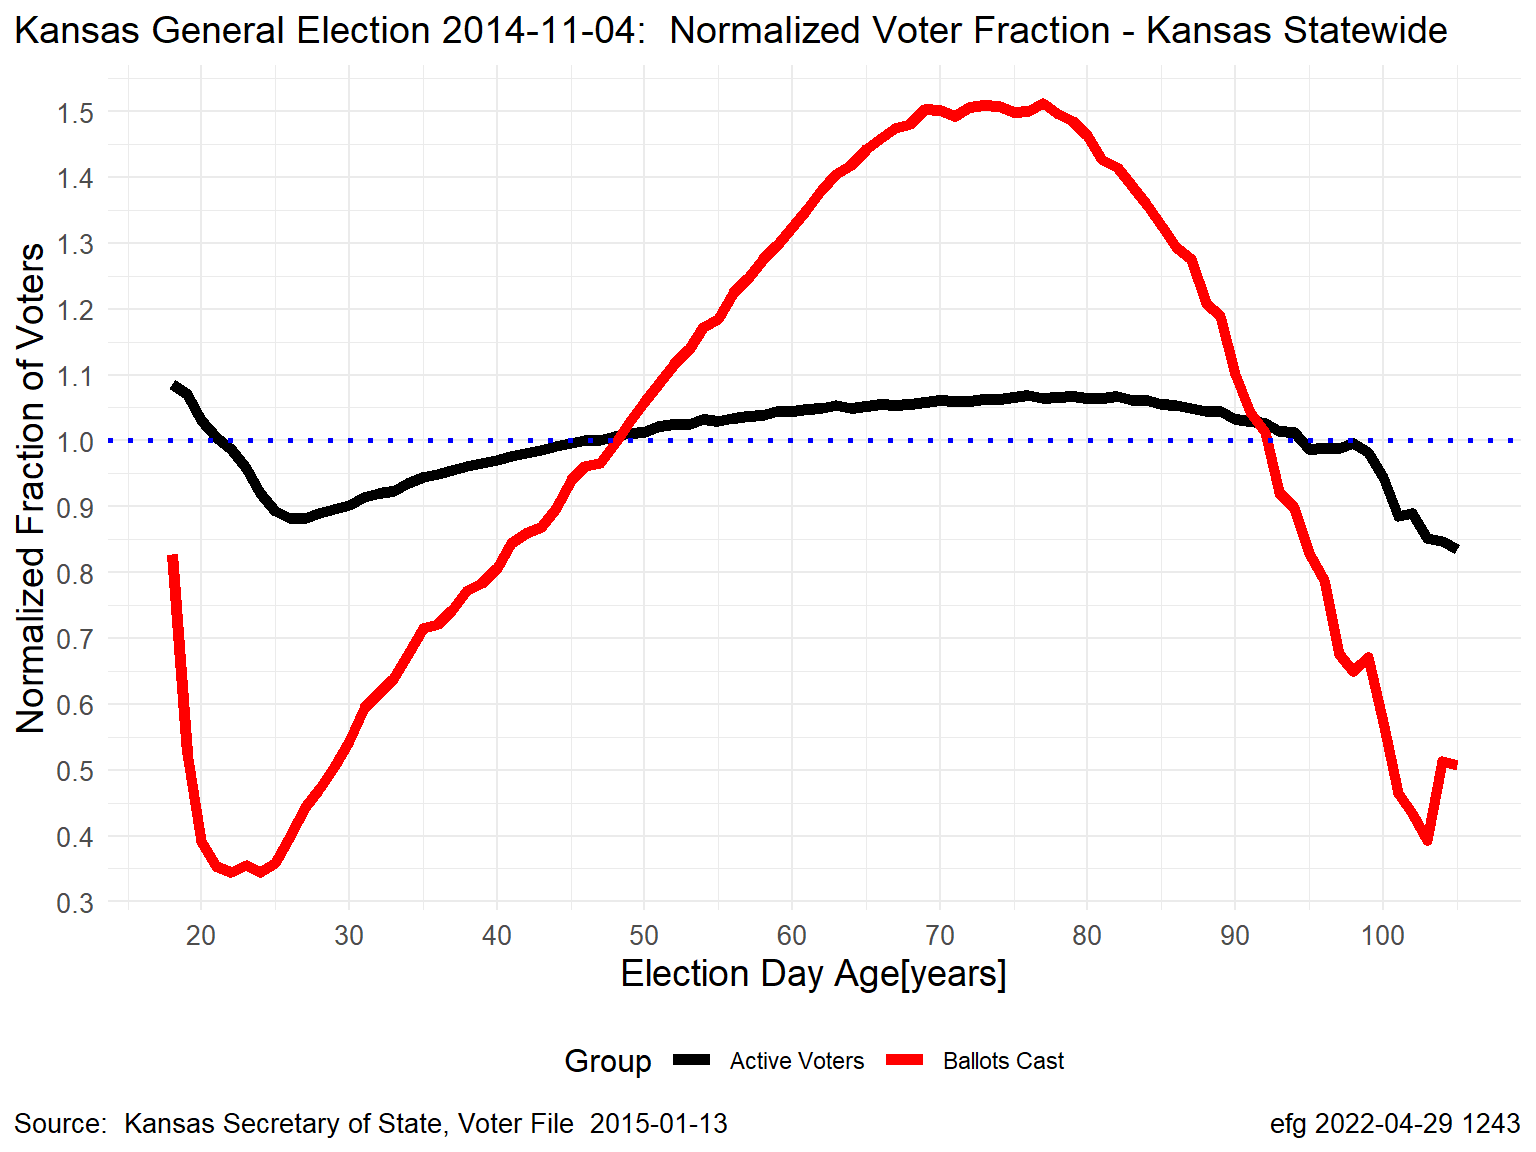 Kansas General Election 2014-11-04:  Normalized Voter Fraction - Kansas Statewide
Normalized Fraction of Voters
1.5
1.4
1.3
1.2
1.1
1.0
0.9
0.8
0.7
0.6
0.5
0.4
0.3
20 30 40 50 60 70 80 90 100
Election Day Age[years]
Group Active Voters Ballots Cast
Source:  Kansas Secretary of State, Voter File  2015-01-13
efg 2022-04-29 1243